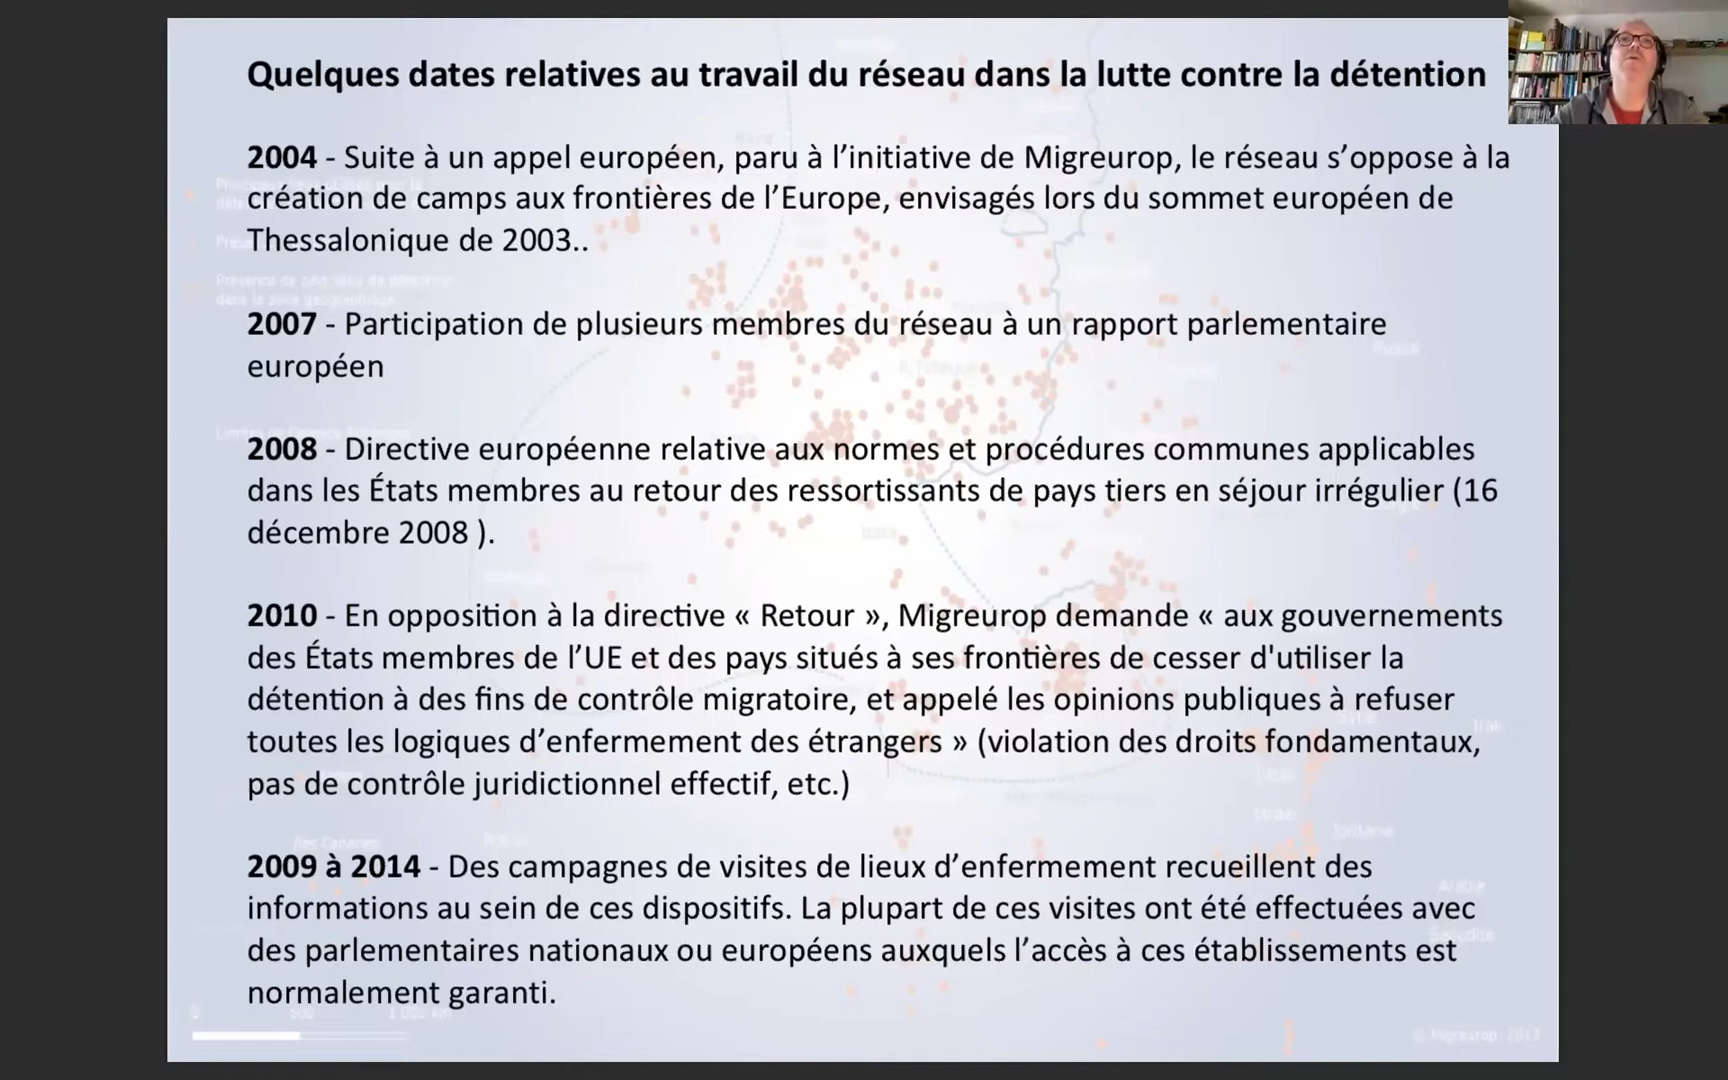 Quelques dates relatives au travail du réseau dans la lutte contre la détention
2004 - Suite à un appel européen, paru à l’initiative de Migreurop, le réseau s’oppose à la
création de camps aux frontières de l’Europe, envisagés lors du sommet européen de
Thessalonique de 2003..
2007 - Participation de plusieurs membres du réseau à un rapport parlementaire
européen
2008 - Directive européenne relative aux normes et procédures communes applicables
dans les États membres au retour des ressortissants de pays tiers en séjour irrégulier (16
décembre 2008 ).
2010 - En opposition à la directive « Retour », Migreurop demande « aux gouvernements
des États membres de l’UE et des pays situés à ses frontières de cesser d'utiliser la
détention à des fins de contrôle migratoire, et appelé les opinions publiques à refuser
toutes les logiques d’enfermement des étrangers » (violation des droits fondamentaux,
pas de contrôle juridictionnel effectif, etc.)
2009 à 2014 - Des campagnes de visites de lieux d’enfermement recueillent des
informations au sein de ces dispositifs. La plupart de ces visites ont été effectuées avec
des parlementaires nationaux ou européens auxquels l’accès à ces établissements est
normalement garanti.